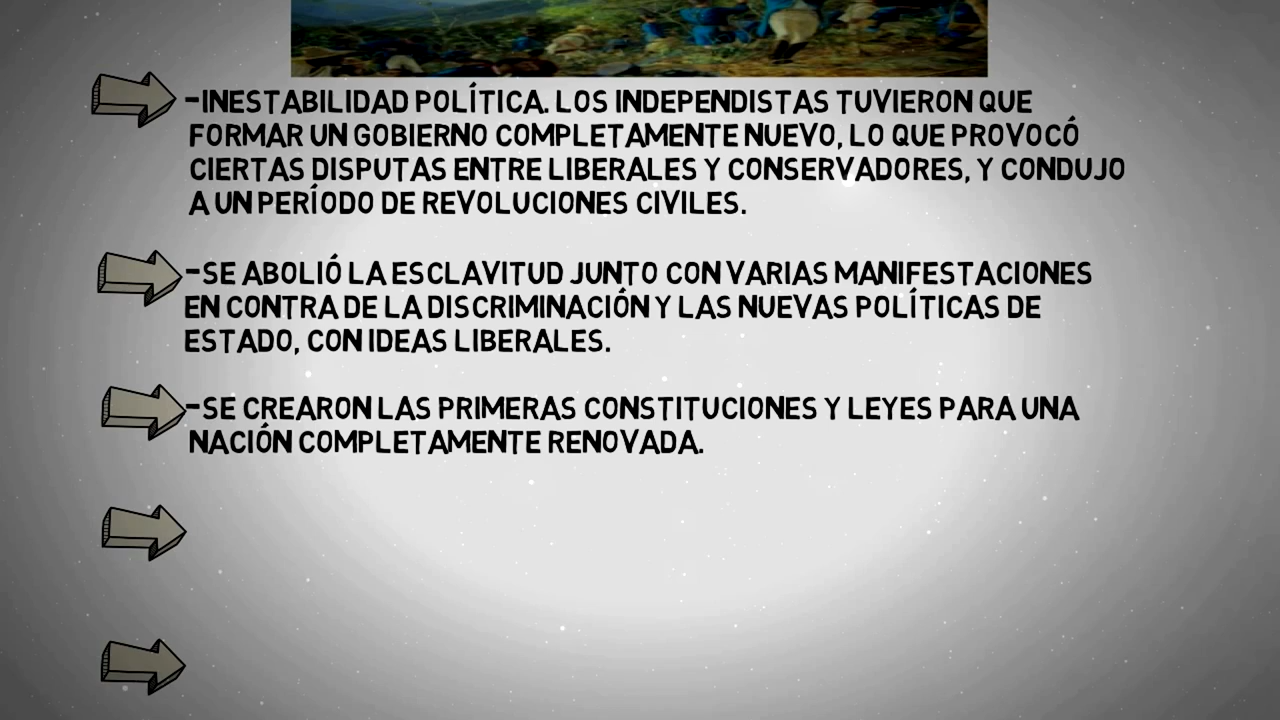 -INESTABILIDAD POLÍTICA. LOS INDEPENDISTAS TUVIERON QUE
FORMAR UN GOBIERNO COMPLETAMENTE NUEVO, LO QUE PROVOCÓ
CIERTAS DISPUTAS ENTRE LIBERALES Y CONSERVADORES, Y CONDUJO
A UN PERÍODO DE REVOLUCIONES CIVILES.
-SE ABOLIÓ LA ESCLAVITUD JUNTO CON VARIAS MANIFESTACIONES
EN CONTRA DE LA DISCRIMINACIÓN Y LAS NUEVAS POLÍTICAS DE
ESTADO, CON IDEAS LIBERALES.
-SE CREARON LAS PRIMERAS CONSTITUCIONES Y LEYES PARA UNA
NACIÓN COMPLETAMENTE RENOVADA.